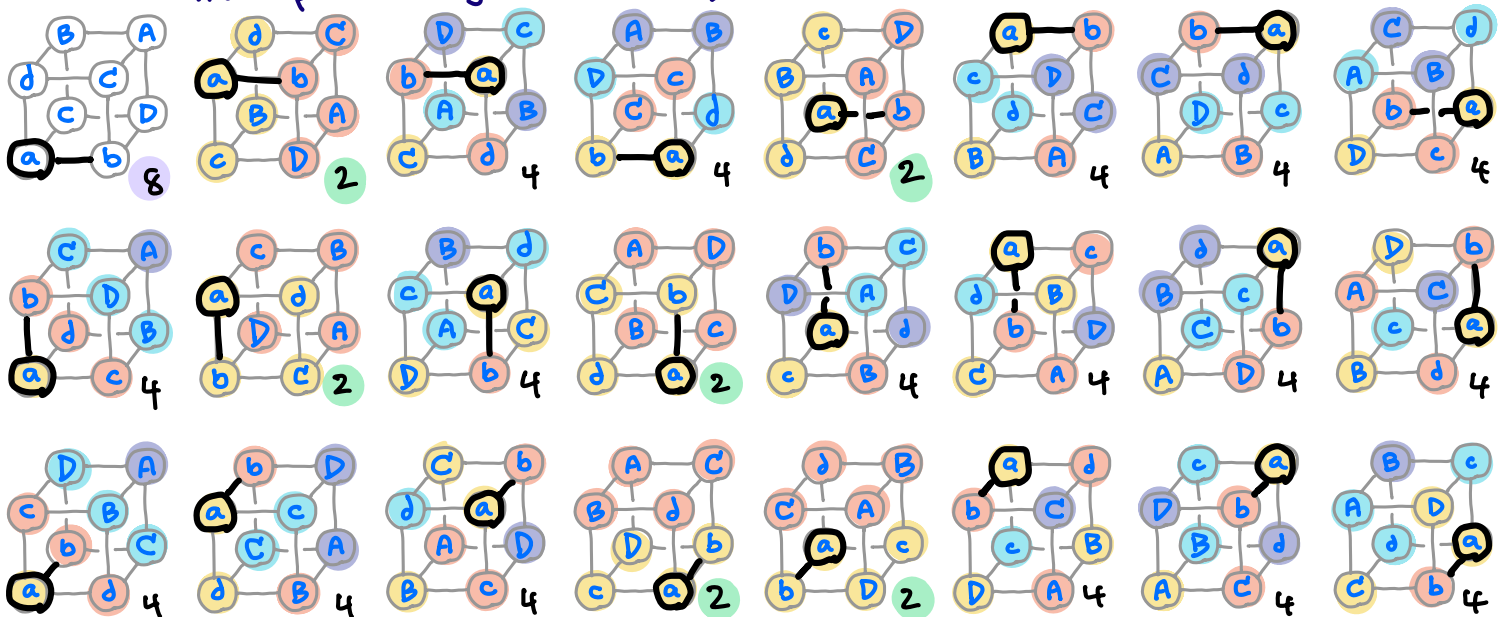 B A d C D c A B c D a b b a C d
d C a b b a D c B A c D C d A B
c D B A A B C d a b d C D c b a
a b c D C d b a d C B A A B D c
8 2 4 4 2 4 4 4
C A c B B d A D b C a c d a D b
b D a d c a C b D A d B B c A C
d B D A A C B c a d b D C b c a
a c b C D b d a c B C A A D B d
4 2 4 2 4 4 4 4
D A b D C b A C d B a d c a B c
c B a c d a B d C A b C D b A D
b C C A A D D b a c c B B d d a
a d d B B c c a b D D A A C C b
4 4 4 2 2 4 4 4